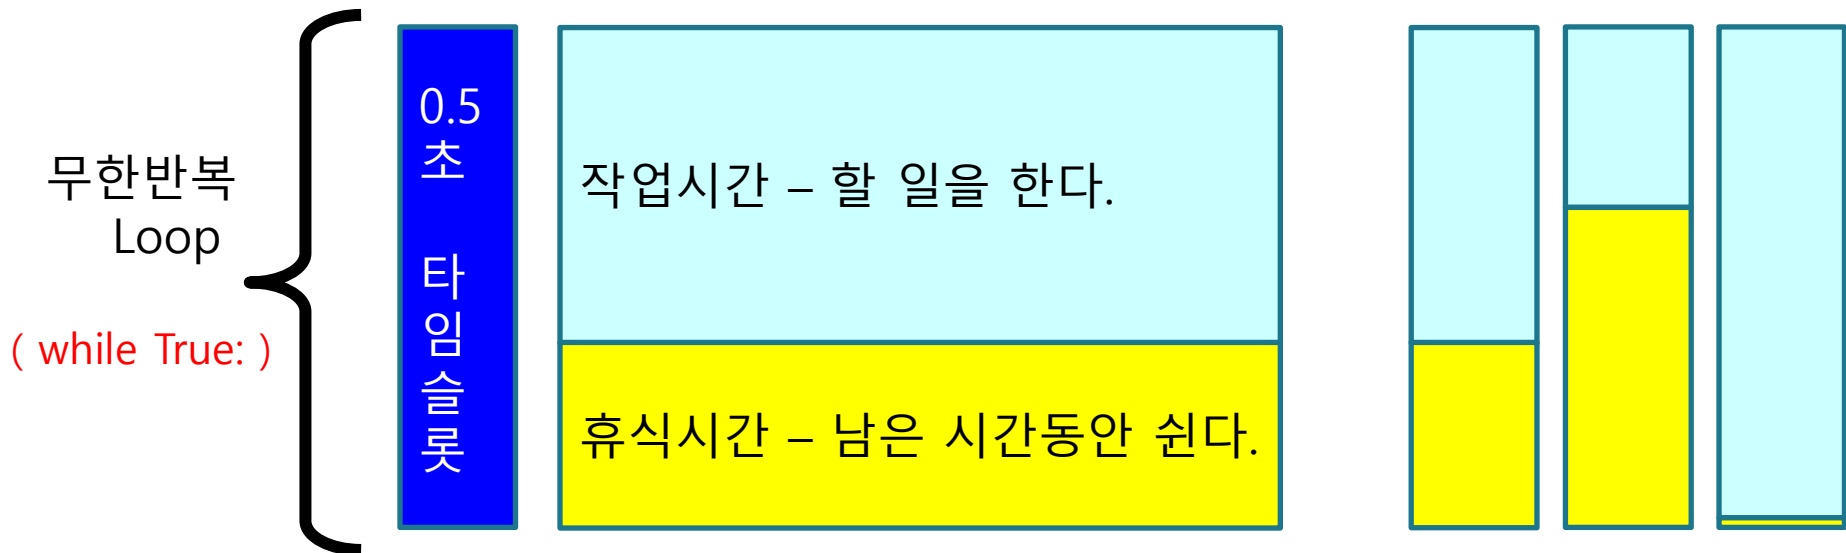 무한반복
Loop
( while True: )
0.5
초
타
임
슬
롯
작업시간 – 할 일을 한다.
휴식시간 – 남은 시간동안 쉰다.